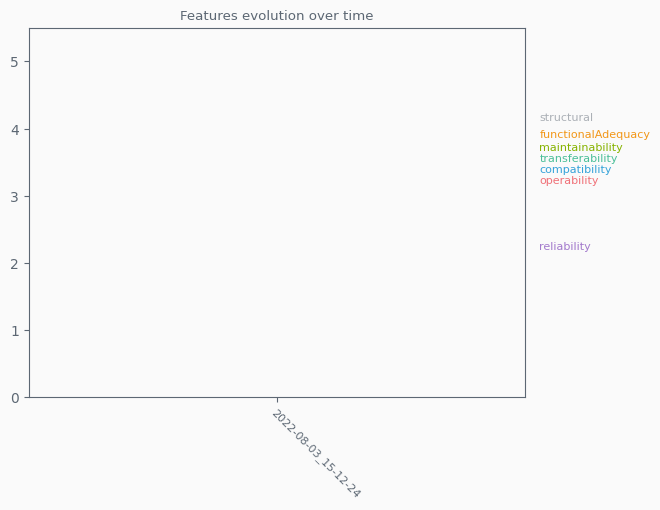 Features evolution over time
5
4
3
2
1
0
structural
functionalAdequacy
maintainability
transferability
compatibility
operability
reliability
2022-08-03_15-12-24